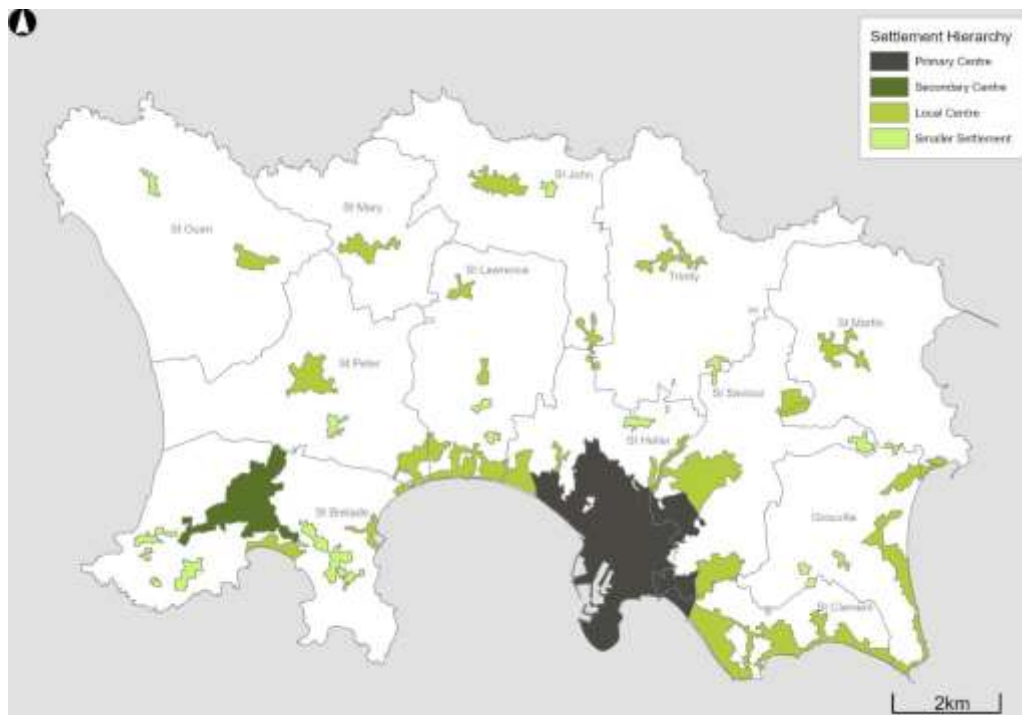 Settlement Hierarchy
Primary Centre
Secondary Centre
Local Centre
Smaller Settlement
St John
St Mary
St Ouen
St Lawrence
Trinity
St Martin
St Peter
St Saviour
St Helier
St Brelade
Grouville
St Clement
2km